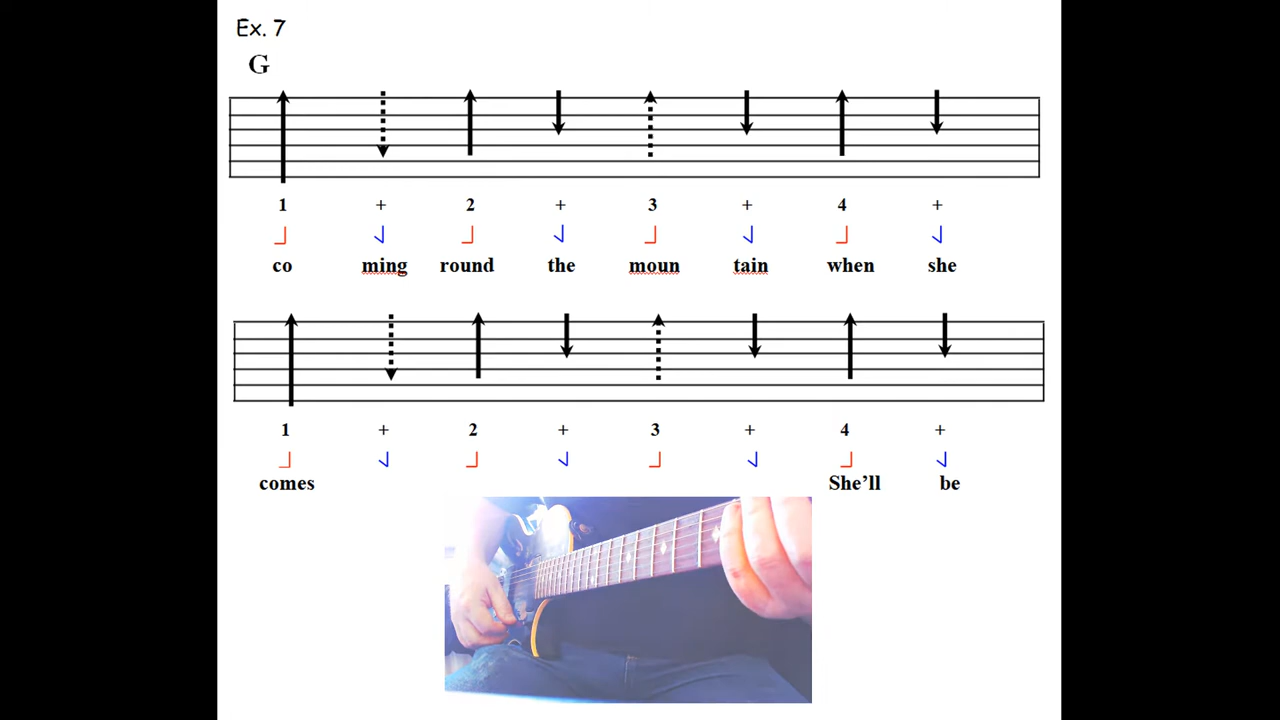 Ex. 7
G
1 + 2 + 3 + 4 +
co ming round the moun tain when she
1 + 2 + 3 + 4 +
comes She’ll be